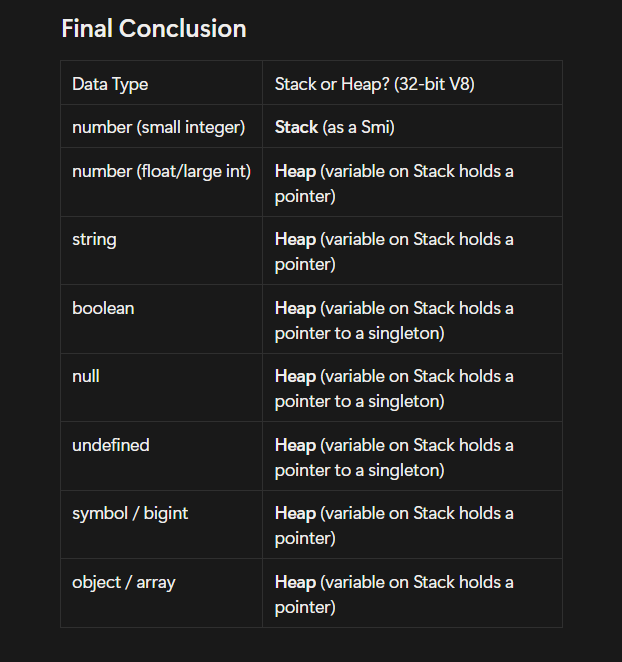 Final Conclusion
Data Type
Stack or Heap? (32-bit V8)
number (small integer)
Stack (as a Smi)
number (float/large int)
Heap (variable on Stack holds a
pointer)
string
Heap (variable on Stack holds a
pointer)
boolean
Heap (variable on Stack holds a
pointer to a singleton)
null
Heap (variable on Stack holds a
pointer to a singleton)
undefined
Heap (variable on Stack holds a
pointer to a singleton)
symbol / bigint
Heap (variable on Stack holds a
pointer)
object / array
Heap (variable on Stack holds a
pointer)